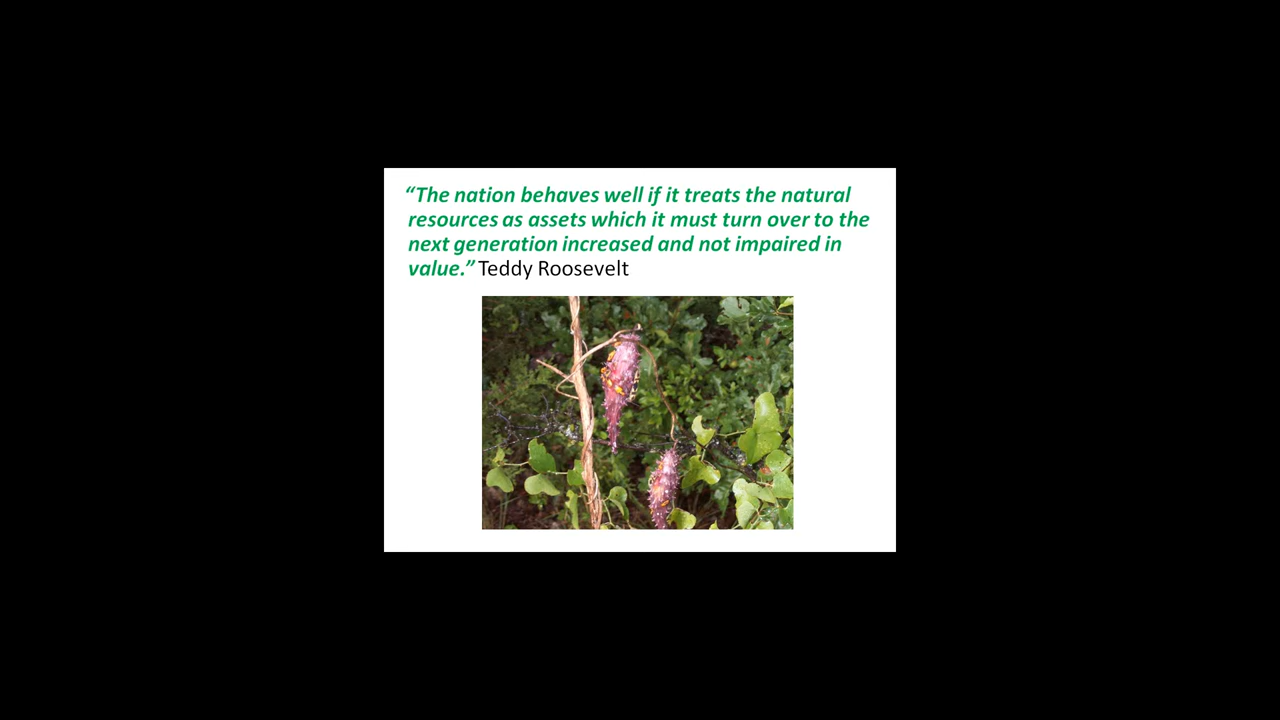 “The nation behaves well if it treats the natural
resources as assets which it must turn over to the
next generation increased and not impaired in
value.” Teddy Roosevelt